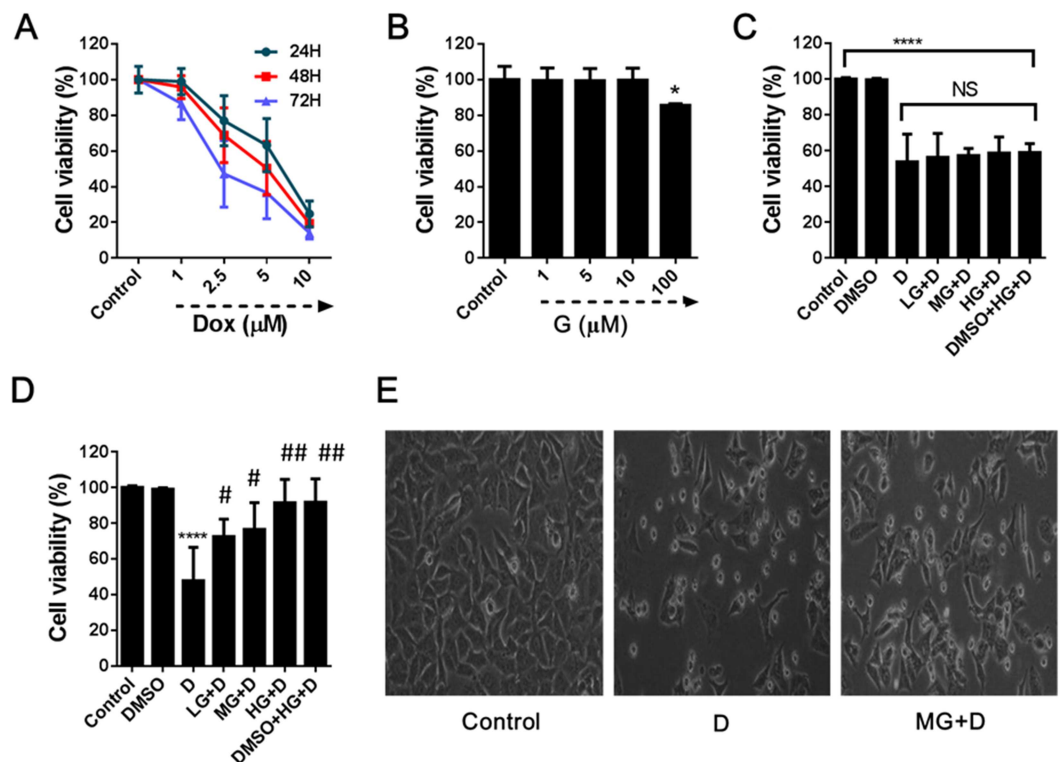 A
Cell viability (%)
120
100
80
60
40
20
0
24H
48H
72H
Control
1
2.5
5
10
Dox (μM)
B
Cell viability (%)
120
100
80
60
40
20
0
*
Control
1
5
10
100
G (μM)
C
Cell viability (%)
120
100
80
60
40
20
0
****
NS
Control
DMSO
D
LG+D
MG+D
HG+D
DMSO+HG+D
D
Cell viability (%)
120
100
80
60
40
20
0
****
#
#
##
##
Control
DMSO
D
LG+D
MG+D
HG+D
DMSO+HG+D
E
Control
D
MG+D